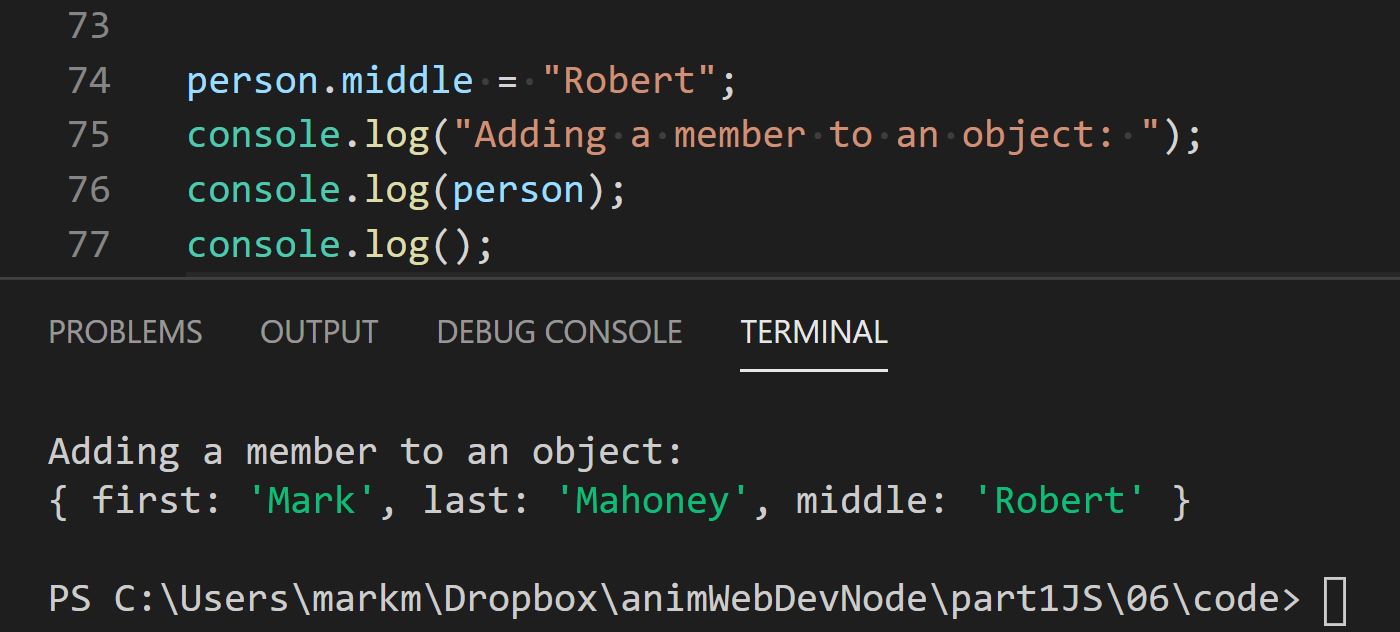 73
74 person.middle = "Robert";
75 console.log("Adding a member to an object: ");
76 console.log(person);
77 console.log();
PROBLEMS OUTPUT DEBUG CONSOLE TERMINAL
Adding a member to an object:
{ first: 'Mark', last: 'Mahoney', middle: 'Robert' }
PS C:\Users\markm\Dropbox\animWebDevNode\part1JS\06\code>